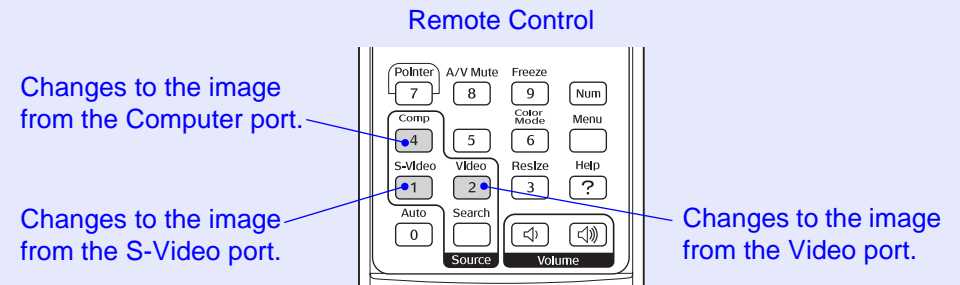 Remote Control
Changes to the image
from the Computer port.
Pointer A/V Mute Freeze
7 8 9 Num
Comp Color Mode Menu
4 5 6
S-Video Video Resize Help
1 2 3 ?
Auto Search
0
Source Volume
Changes to the image
from the S-Video port.
Changes to the image
from the Video port.